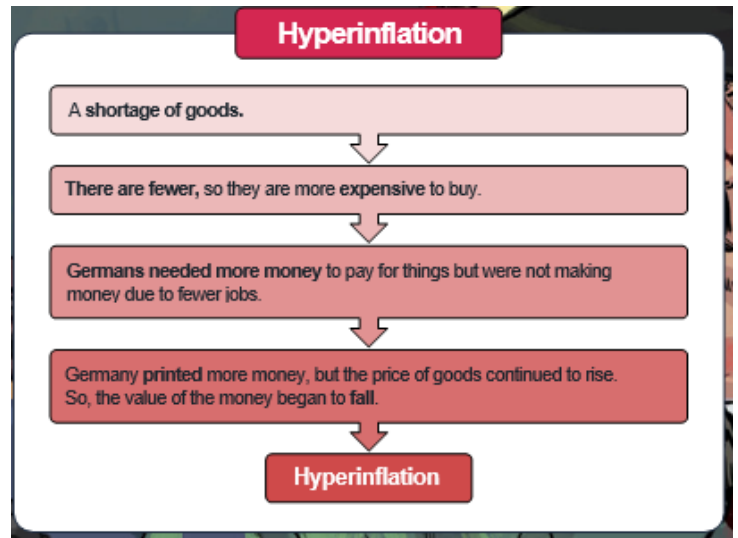 Hyperinflation
A shortage of goods.
There are fewer, so they are more expensive to buy.
Germans needed more money to pay for things but were not making
money due to fewer jobs.
Germany printed more money, but the price of goods continued to rise.
So, the value of the money began to fall.
Hyperinflation